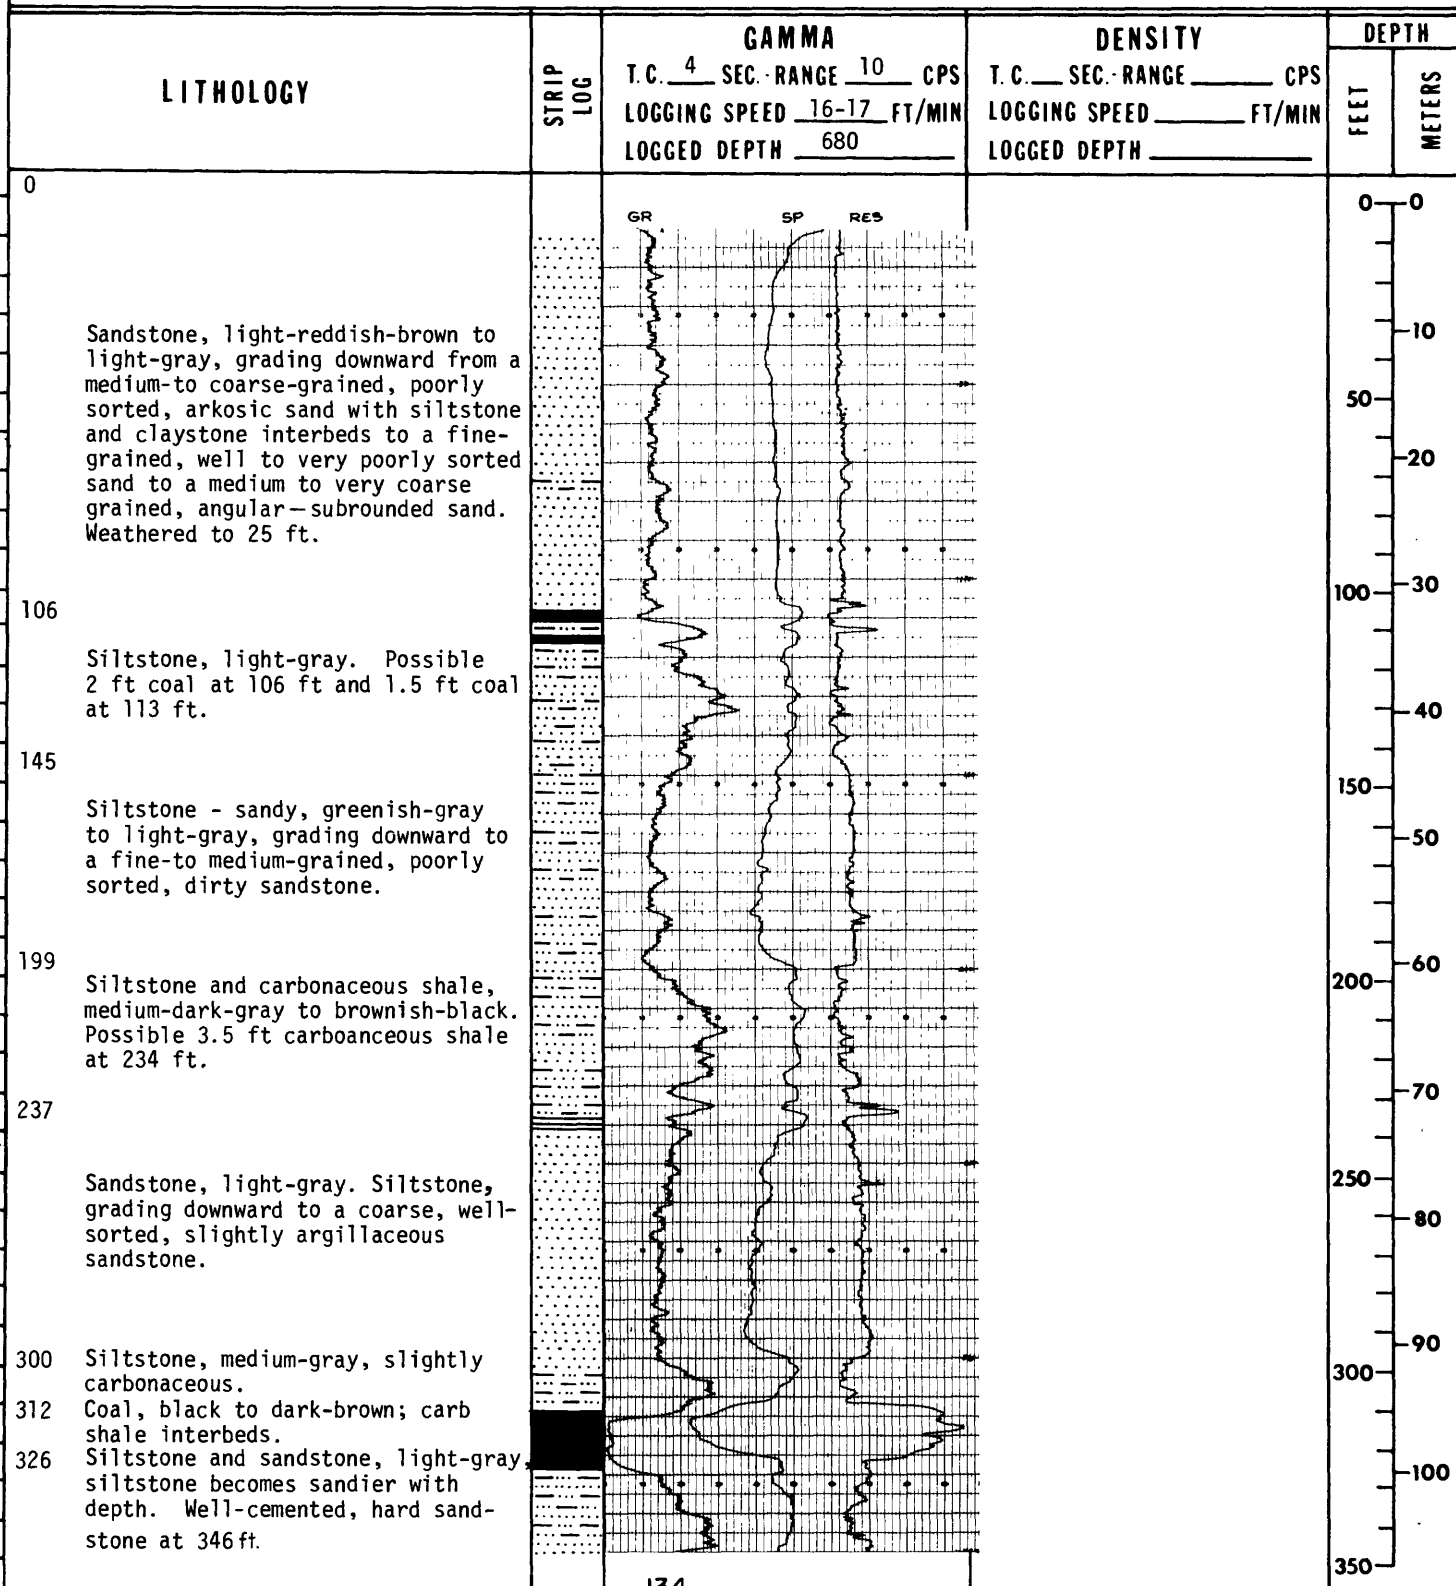 LITHOLOGY
STRIP LOG
GAMMA
T.C. 4 SEC.-RANGE 10 CPS
LOGGING SPEED 16-17 FT/MIN
LOGGED DEPTH 680
DENSITY
T.C. SEC.-RANGE CPS
LOGGING SPEED FT/MIN
LOGGED DEPTH
DEPTH
FEET
METERS
0
GR SP RES
Sandstone, light-reddish-brown to
light-gray, grading downward from a
medium-to coarse-grained, poorly
sorted, arkosic sand with siltstone
and claystone interbeds to a fine-
grained, well to very poorly sorted
sand to a medium to very coarse
grained, angular—subrounded sand.
Weathered to 25 ft.
106
Siltstone, light-gray. Possible
2 ft coal at 106 ft and 1.5 ft coal
at 113 ft.
145
Siltstone - sandy, greenish-gray
to light-gray, grading downward to
a fine-to medium-grained, poorly
sorted, dirty sandstone.
199
Siltstone and carbonaceous shale,
medium-dark-gray to brownish-black.
Possible 3.5 ft carboanceous shale
at 234 ft.
237
Sandstone, light-gray. Siltstone,
grading downward to a coarse, well-
sorted, slightly argillaceous
sandstone.
300 Siltstone, medium-gray, slightly
carbonaceous.
312 Coal, black to dark-brown; carb
shale interbeds.
326 Siltstone and sandstone, light-gray,
siltstone becomes sandier with
depth. Well-cemented, hard sand-
stone at 346 ft.
0 0
10
50
20
100 30
40
150
50
200 60
70
250
80
90
300
100
350
134